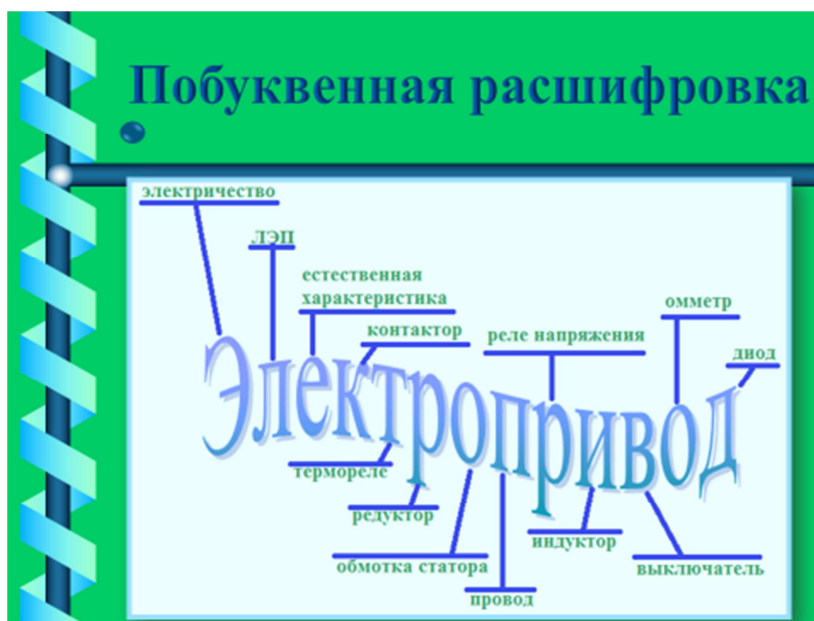 Побуквенная расшифровка
электричество
ЛЭП
естественная
характеристика
контактор
реле напряжения
омметр
диод
Электропривод
термореле
редуктор
обмотка статора
провод
индуктор
выключатель